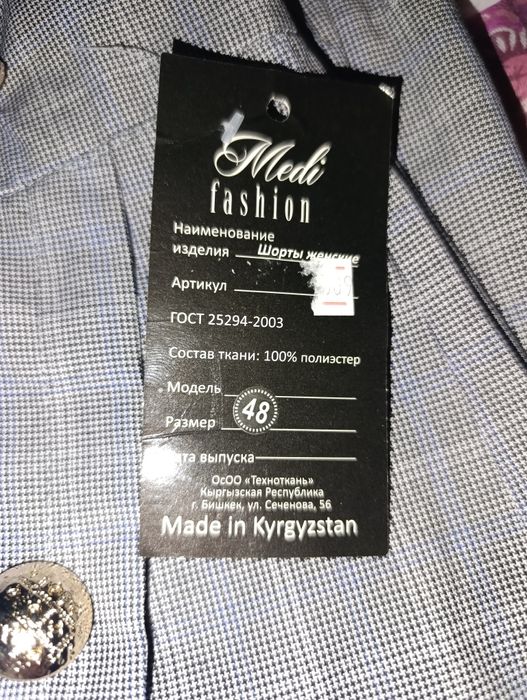 Medi
fashion
Наименование
изделия Шорты женские
Артикул
ГОСТ 25294-2003
Состав ткани: 100% полиэстер
Модель
48
Размер
та выпуска
ОсОО «Техноткань»
Кыргызская Республика
г. Бишкек, ул. Сеченова, 56
Made in Kyrgyzstan